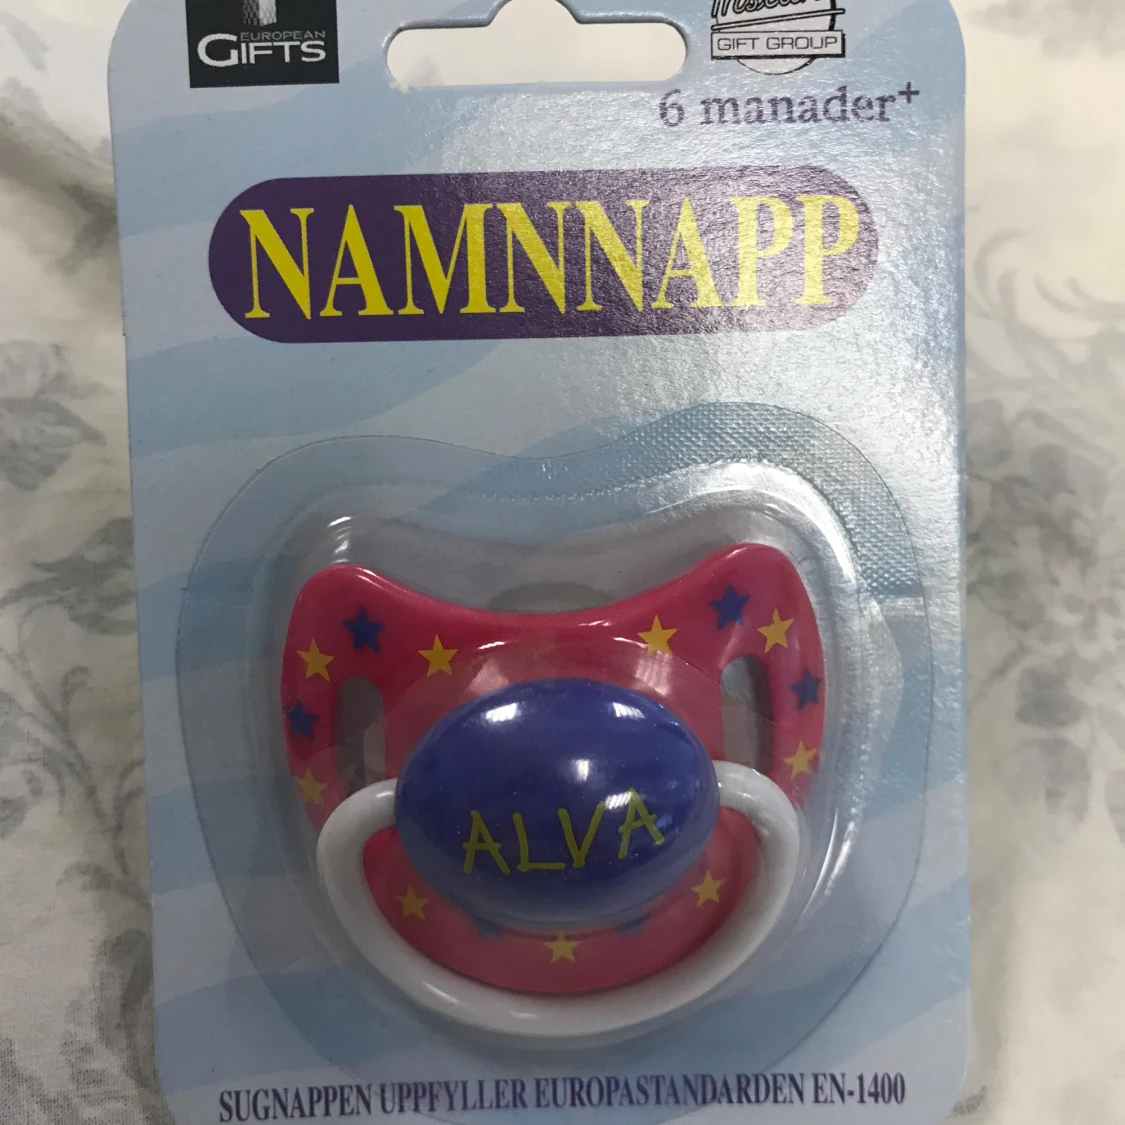 EUROPEAN
GIFTS
GIFT GROUP
6 manader+
NAMNNAPP
ALVA
SUGNAPPEN UPPFYLLER EUROPASTANDARDEN EN-1400